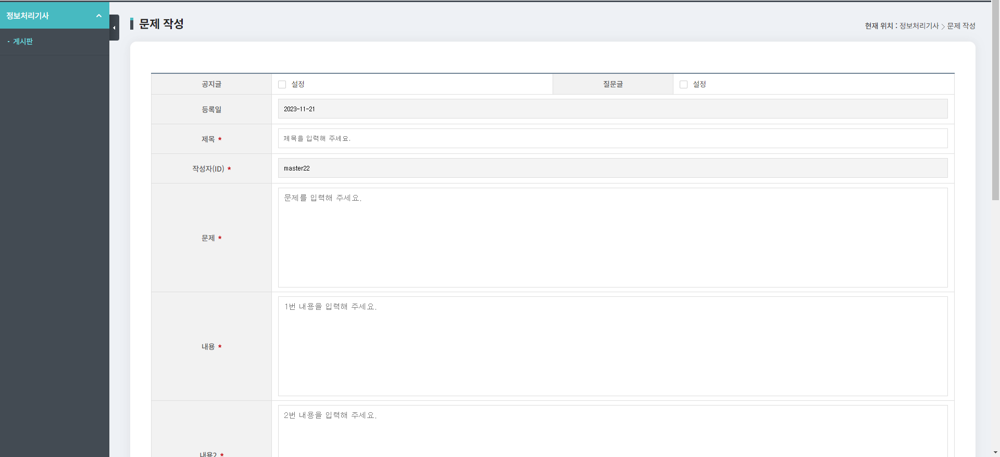 정보처리기사
· 게시판
문제 작성
현재 위치 : 정보처리기사 > 문제 작성
공지글 설정 질문글 설정
등록일 2023-11-21
제목 * 제목을 입력해 주세요.
작성자(ID) * master22
문제를 입력해 주세요.
문제 *
1번 내용을 입력해 주세요.
내용 *
2번 내용을 입력해 주세요.
내용2 *